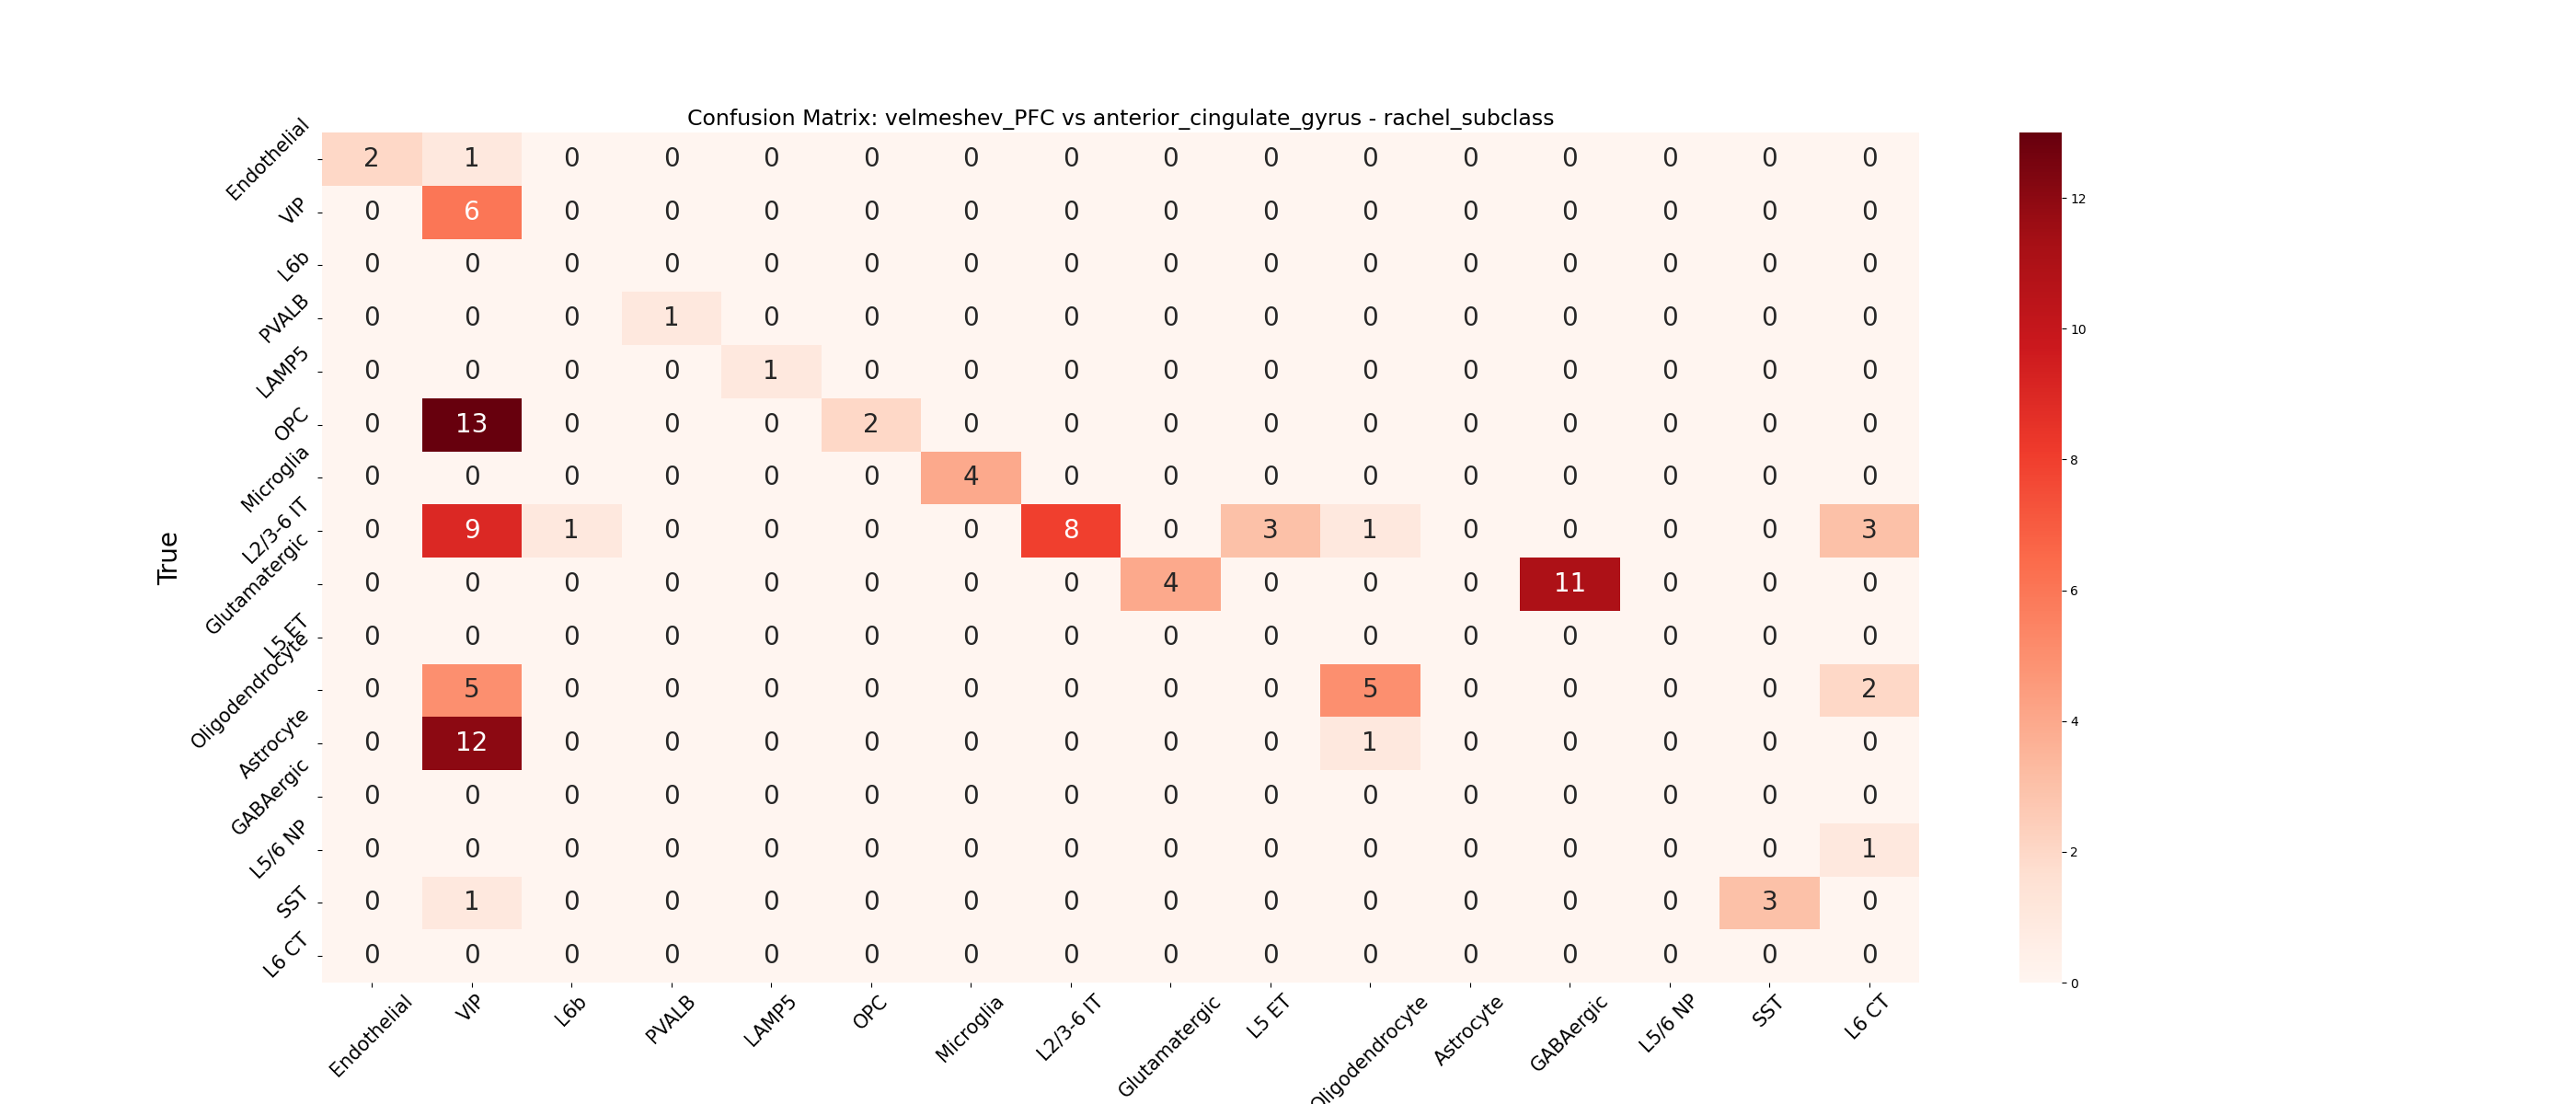 Confusion Matrix: velmeshev_PFC vs anterior_cingulate_gyrus - rachel_subclass
True
Endothelial 2 1 0 0 0 0 0 0 0 0 0 0 0 0 0 0
VIP 0 6 0 0 0 0 0 0 0 0 0 0 0 0 0 0
L6b 0 0 0 0 0 0 0 0 0 0 0 0 0 0 0 0
PVALB 0 0 0 1 0 0 0 0 0 0 0 0 0 0 0 0
LAMP5 0 0 0 0 1 0 0 0 0 0 0 0 0 0 0 0
OPC 0 13 0 0 0 2 0 0 0 0 0 0 0 0 0 0
Microglia 0 0 0 0 0 0 4 0 0 0 0 0 0 0 0 0
L2/3-6 IT 0 9 1 0 0 0 0 8 0 3 1 0 0 0 0 3
Glutamatergic 0 0 0 0 0 0 0 0 4 0 0 0 11 0 0 0
L5 ET 0 0 0 0 0 0 0 0 0 0 0 0 0 0 0 0
Oligodendrocyte 0 5 0 0 0 0 0 0 0 0 5 0 0 0 0 2
Astrocyte 0 12 0 0 0 0 0 0 0 0 1 0 0 0 0 0
GABAergic 0 0 0 0 0 0 0 0 0 0 0 0 0 0 0 0
L5/6 NP 0 0 0 0 0 0 0 0 0 0 0 0 0 0 0 1
SST 0 1 0 0 0 0 0 0 0 0 0 0 0 0 3 0
L6 CT 0 0 0 0 0 0 0 0 0 0 0 0 0 0 0 0
Endothelial VIP L6b PVALB LAMP5 OPC Microglia L2/3-6 IT Glutamatergic L5 ET Oligodendrocyte Astrocyte GABAergic L5/6 NP SST L6 CT
12
10
8
6
4
2
0